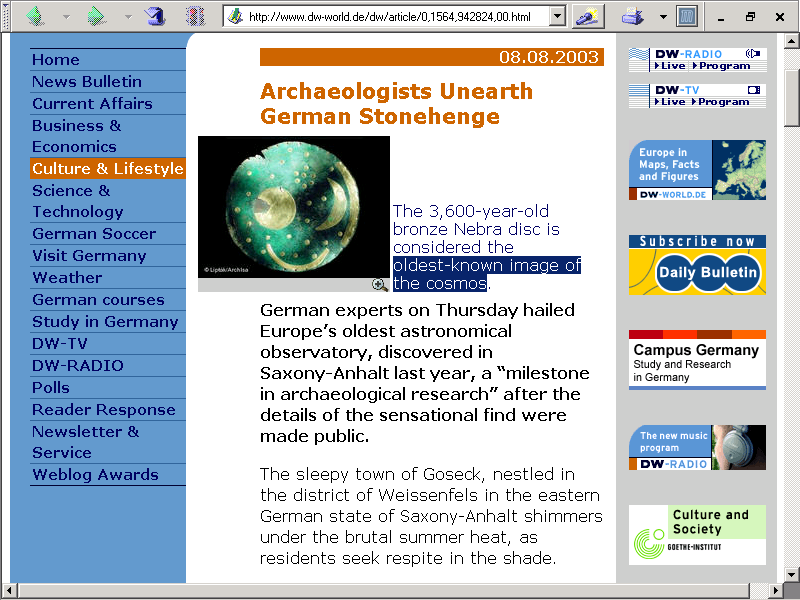 http://www.dw-world.de/dw/article/0,1564,942824,00.html
Home
News Bulletin
Current Affairs
Business &
Economics
Culture & Lifestyle
Science &
Technology
German Soccer
Visit Germany
Weather
German courses
Study in Germany
DW-TV
DW-RADIO
Polls
Reader Response
Newsletter &
Service
Weblog Awards
08.08.2003
Archaeologists Unearth
German Stonehenge
© Lipták/Archlsa
The 3,600-year-old
bronze Nebra disc is
considered the
oldest-known image of
the cosmos.
German experts on Thursday hailed
Europe’s oldest astronomical
observatory, discovered in
Saxony-Anhalt last year, a “milestone
in archaeological research” after the
details of the sensational find were
made public.
The sleepy town of Goseck, nestled in
the district of Weissenfels in the eastern
German state of Saxony-Anhalt shimmers
under the brutal summer heat, as
residents seek respite in the shade.
DW-RADIO
Live Program
DW-TV
Live Program
Europe in
Maps, Facts
and Figures
DW-WORLD.DE
Subscribe now
Daily Bulletin
Campus Germany
Study and Research
in Germany
The new music
program
DW-RADIO
Culture and
Society
GOETHE-INSTITUT